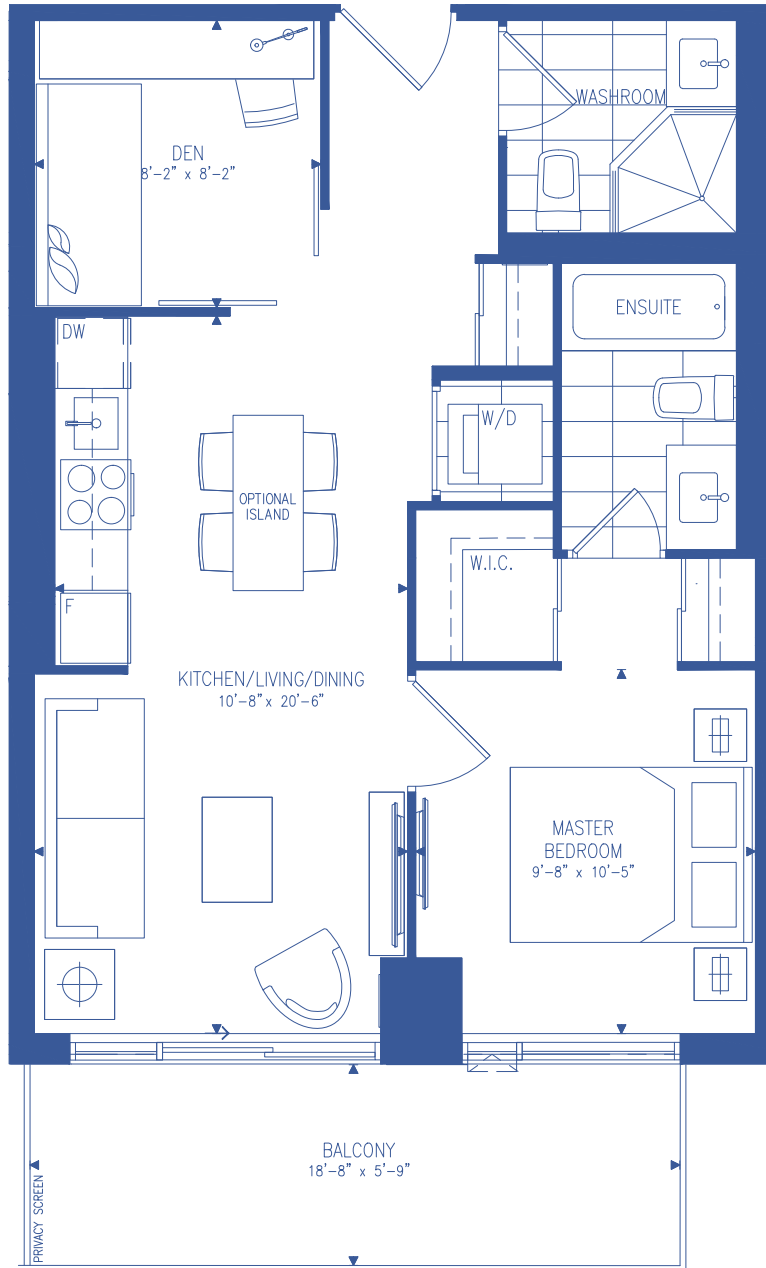 WASHROOM
DEN
8'-2" x 8'-2"
ENSUITE
DW
W/D
OPTIONAL
ISLAND
W.I.C.
F
KITCHEN/LIVING/DINING
10'-8" x 20'-6"
MASTER
BEDROOM
9'-8" x 10'-5"
BALCONY
18'-8" x 5'-9"
PRIVACY SCREEN